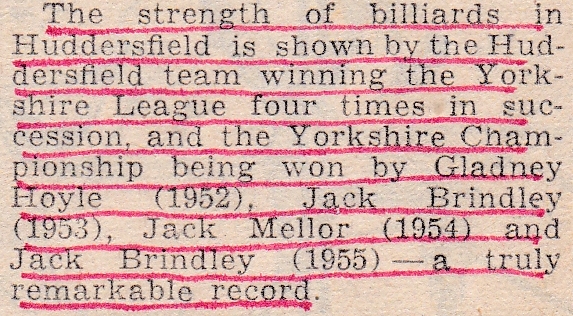 The strength of billiards in
Huddersfield is shown by the Hud-
dersfield team winning the York-
shire League four times in suc-
cession, and the Yorkshire Cham-
pionship being won by Gladney
Hoyle (1952), Jack Brindley
(1953), Jack Mellor (1954) and
Jack Brindley (1955)—a truly
remarkable record.